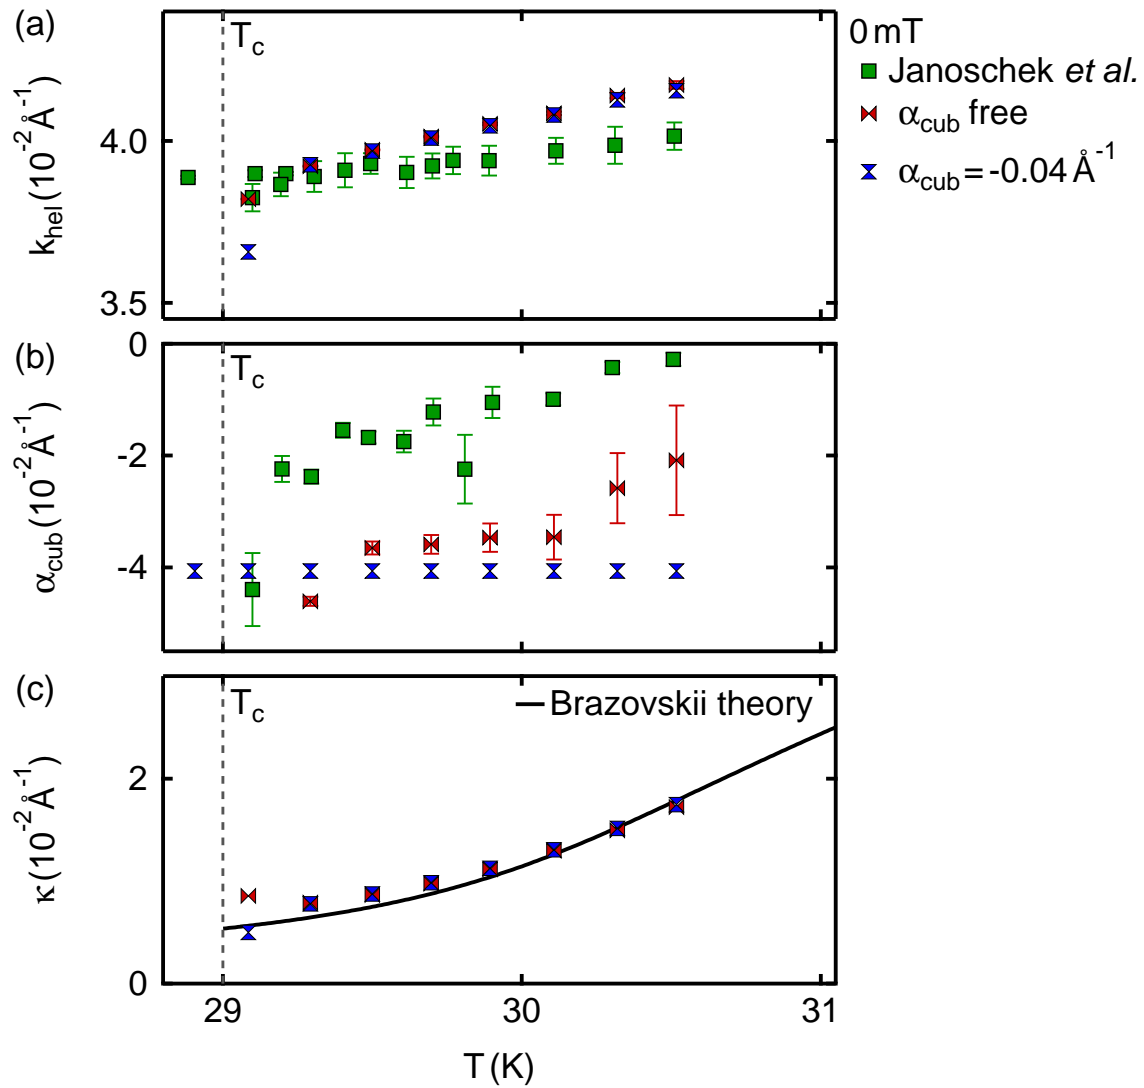 (a)
T_c
0 mT
Janoschek et al.
α_cub free
α_cub = -0.04 Å^-1
k_hel (10^-2 Å^-1)
4.0
3.5
(b)
T_c
α_cub (10^-2 Å^-1)
0
-2
-4
(c)
T_c
Brazovskii theory
κ (10^-2 Å^-1)
2
0
29
30
31
T (K)